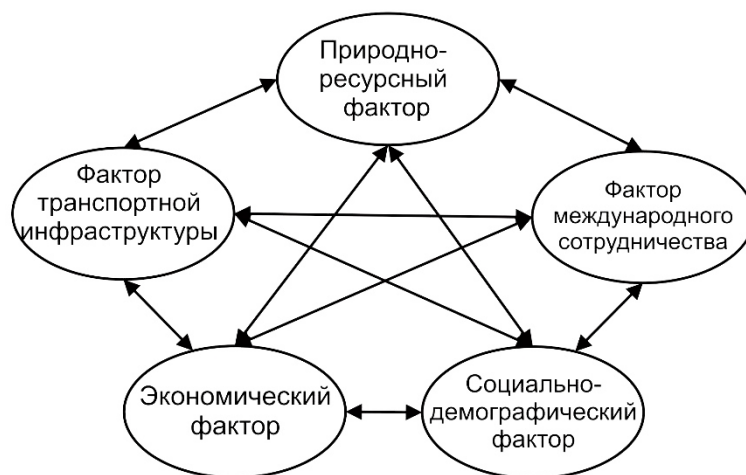 Природно-
ресурсный
фактор
Фактор
транспортной
инфраструктуры
Фактор
международного
сотрудничества
Экономический
фактор
Социально-
демографический
фактор